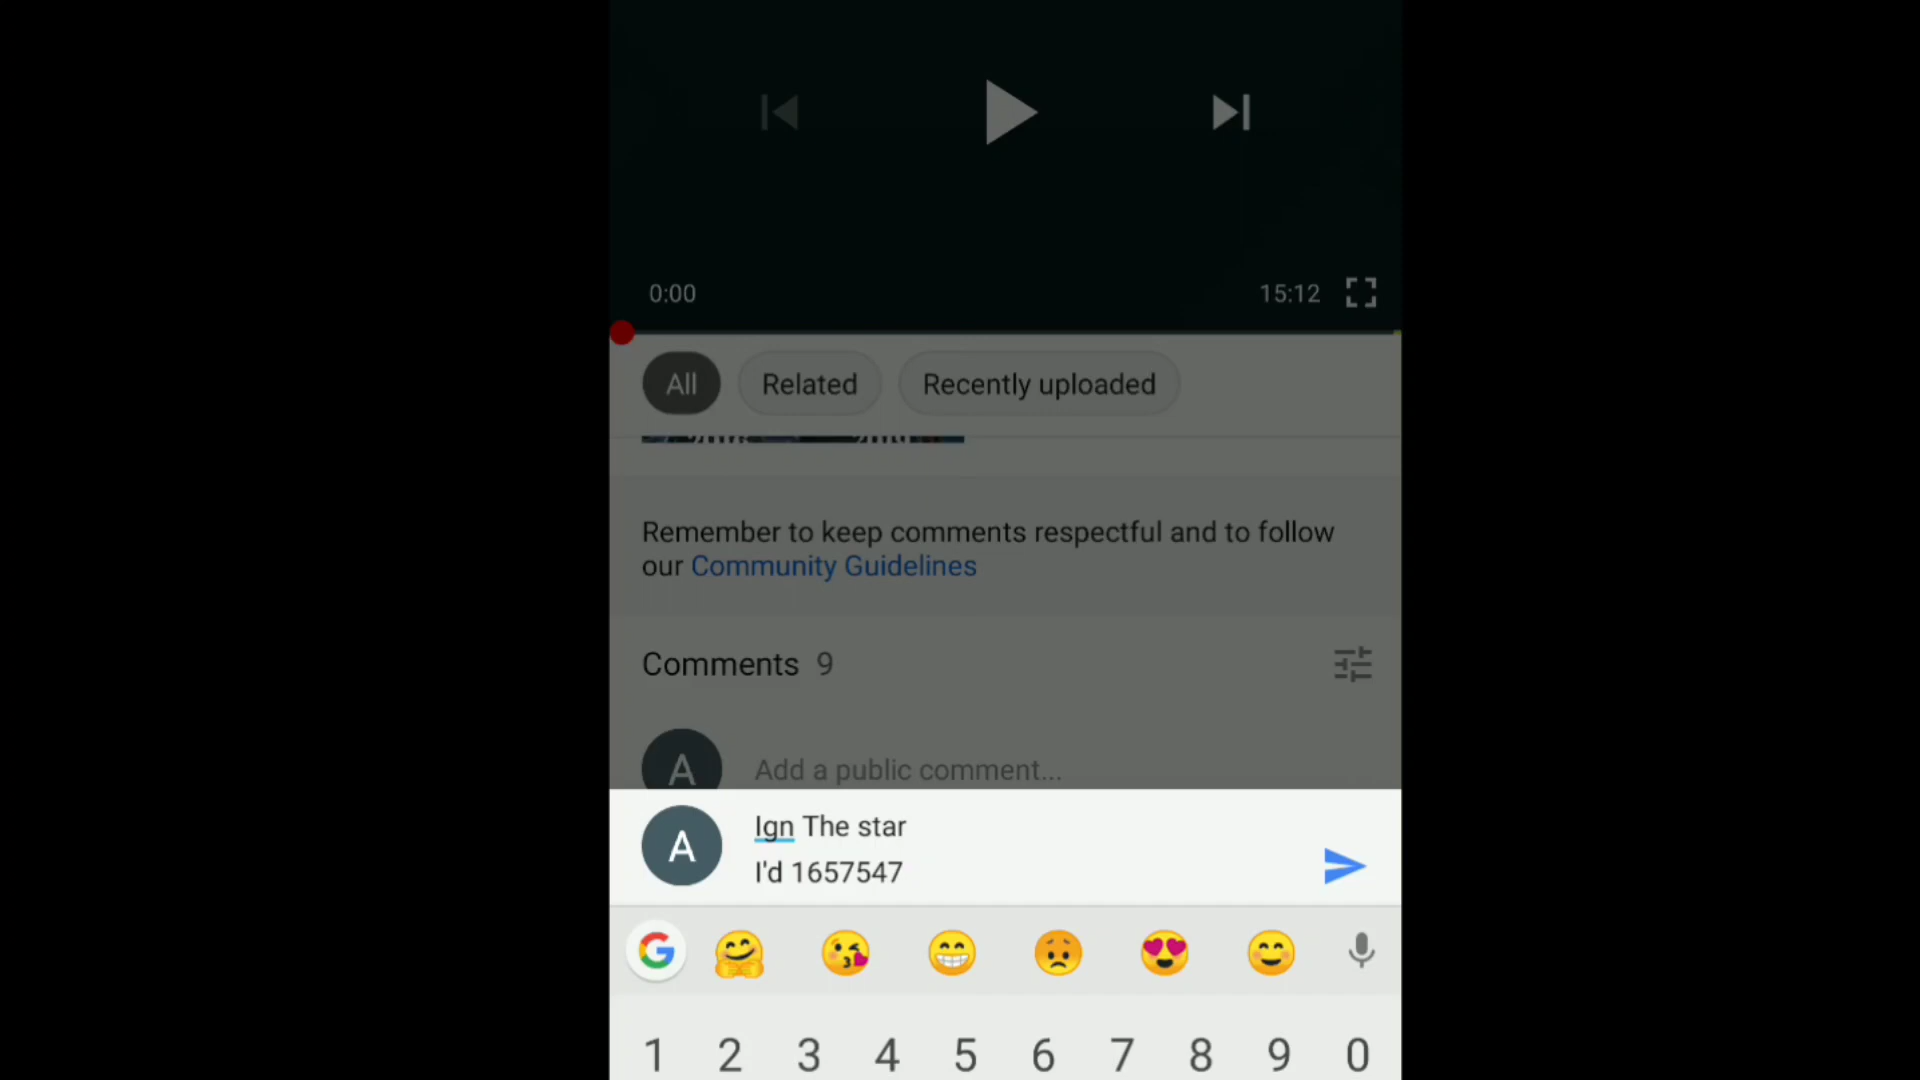 0:00
15:12
All
Related
Recently uploaded
Remember to keep comments respectful and to follow
our Community Guidelines
Comments 9
A
Add a public comment...
A
Ign The star
I'd 1657547
G
1 2 3 4 5 6 7 8 9 0